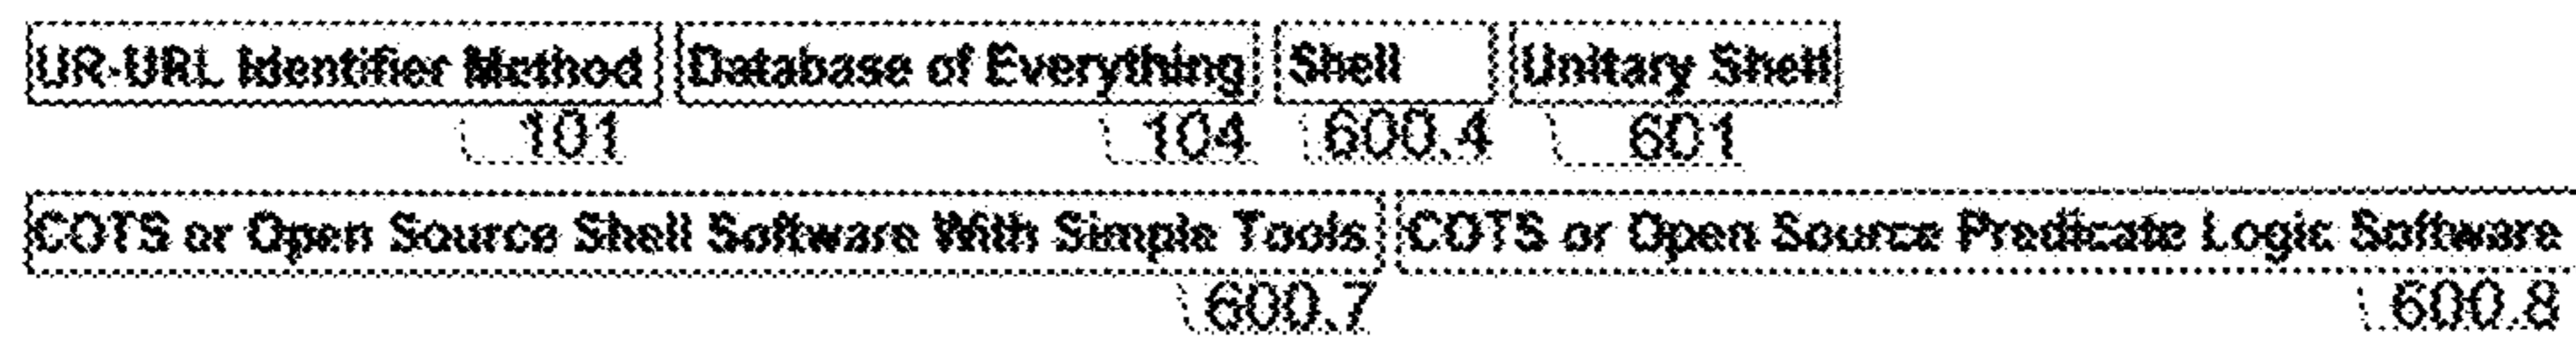 UR-URL Identifier Method Database of Everything Shell Unitary Shell
101 104 600.4 601
COTS or Open Source Shell Software With Simple Tools COTS or Open Source Predicate Logic Software
600.7 600.8